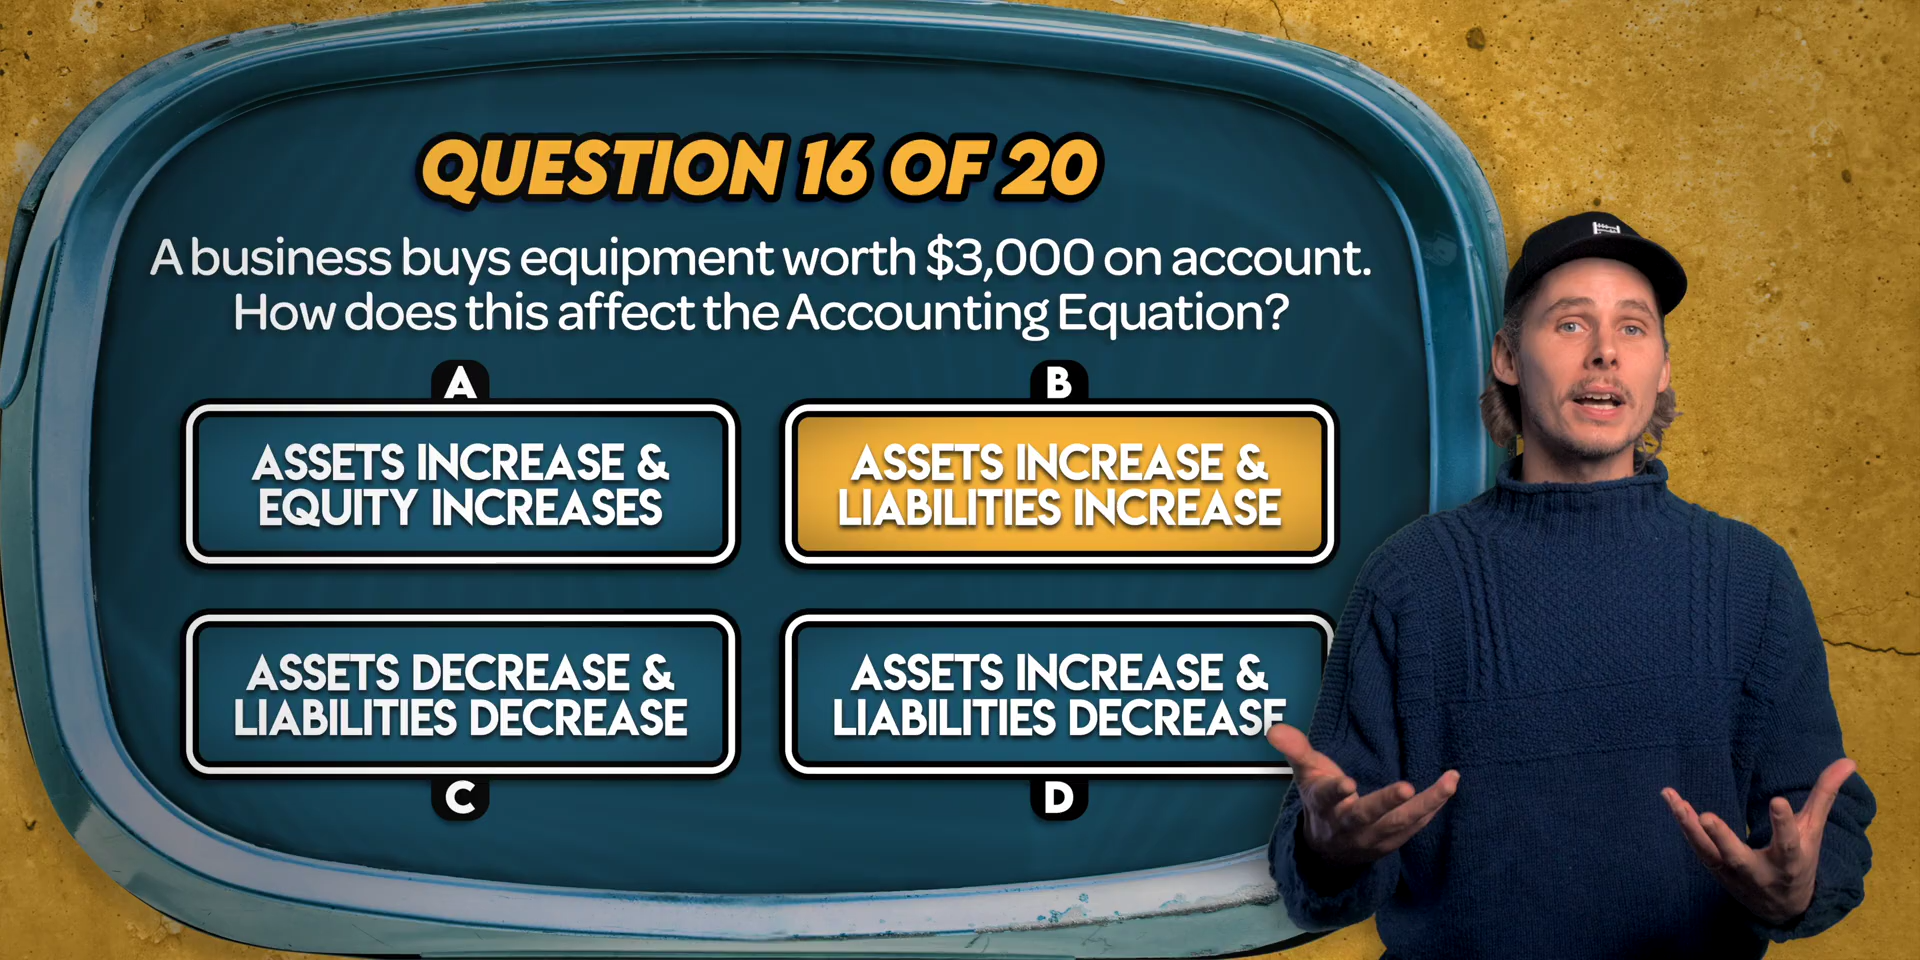 QUESTION 16 OF 20
A business buys equipment worth $3,000 on account.
How does this affect the Accounting Equation?
A
ASSETS INCREASE &
EQUITY INCREASES
B
ASSETS INCREASE &
LIABILITIES INCREASE
ASSETS DECREASE &
LIABILITIES DECREASE
C
ASSETS INCREASE &
LIABILITIES DECREASE
D